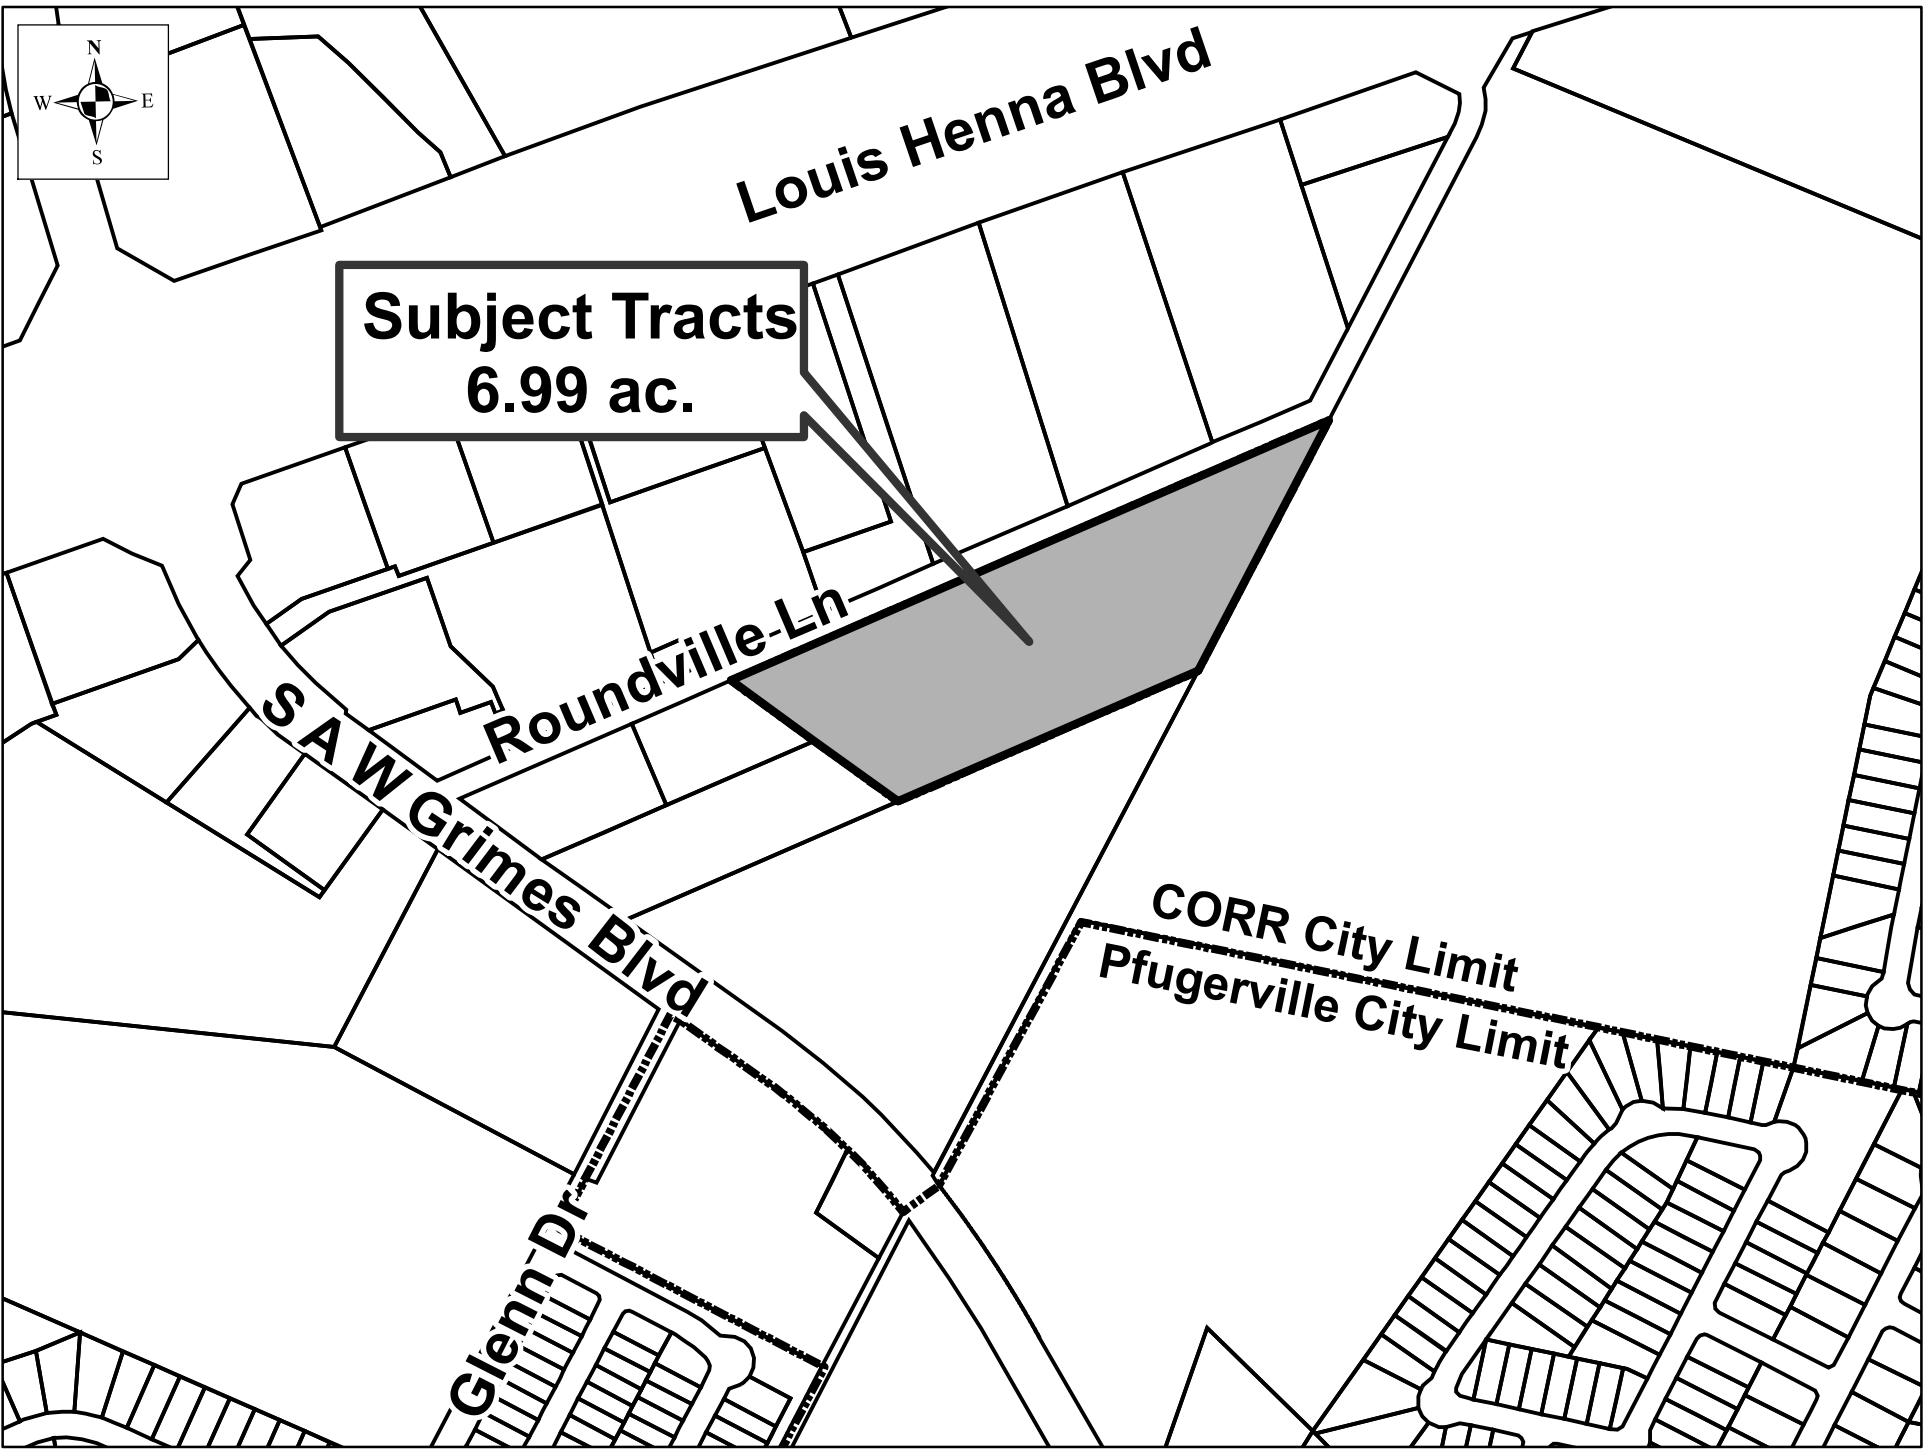 N
W E
S
Louis Henna Blvd
Subject Tracts
6.99 ac.
Roundville Ln
S A W Grimes Blvd
CORR City Limit
Pfugerville City Limit
Glenn Dr